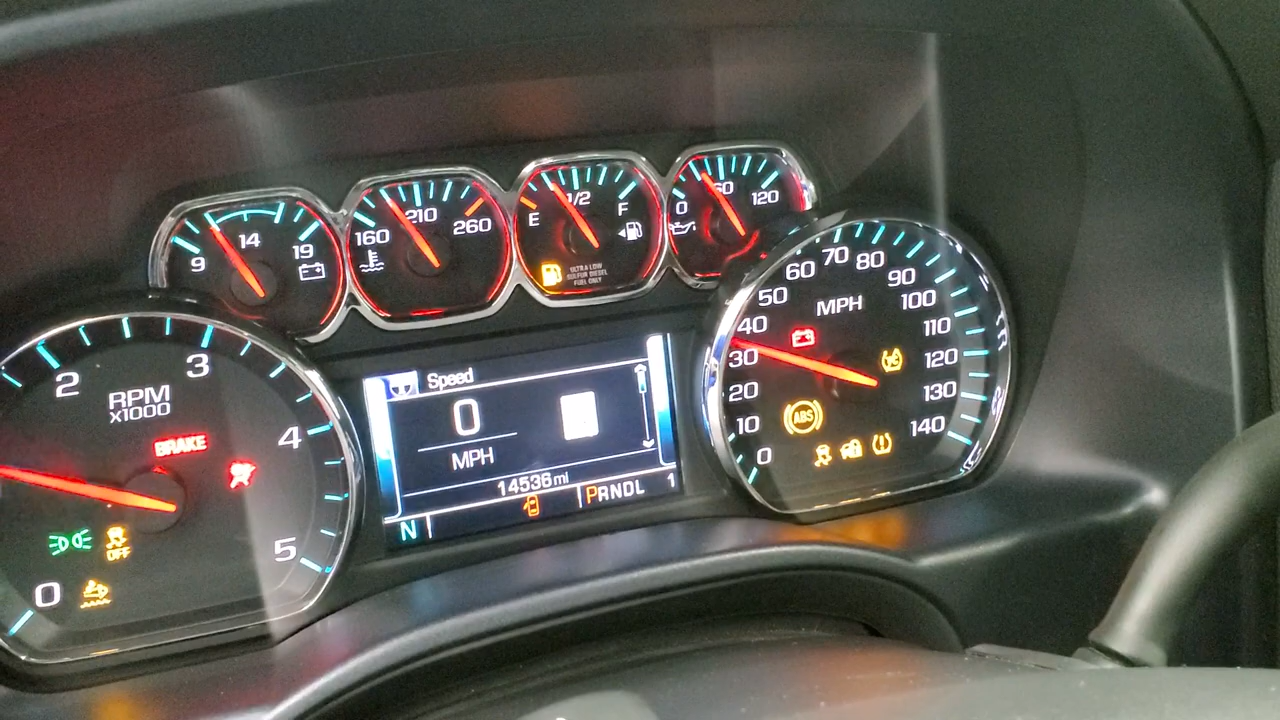 9
14
19
160
210
260
E
1/2
F
ULTRA LOW
SULFUR DIESEL
FUEL ONLY
0
60
120
0
2
3
4
5
RPM
X1000
BRAKE
OFF
Speed
0
MPH
14536 mi
N
PRNDL 1
0
10
20
30
40
50
60
70
80
90
100
110
120
130
140
MPH
ABS